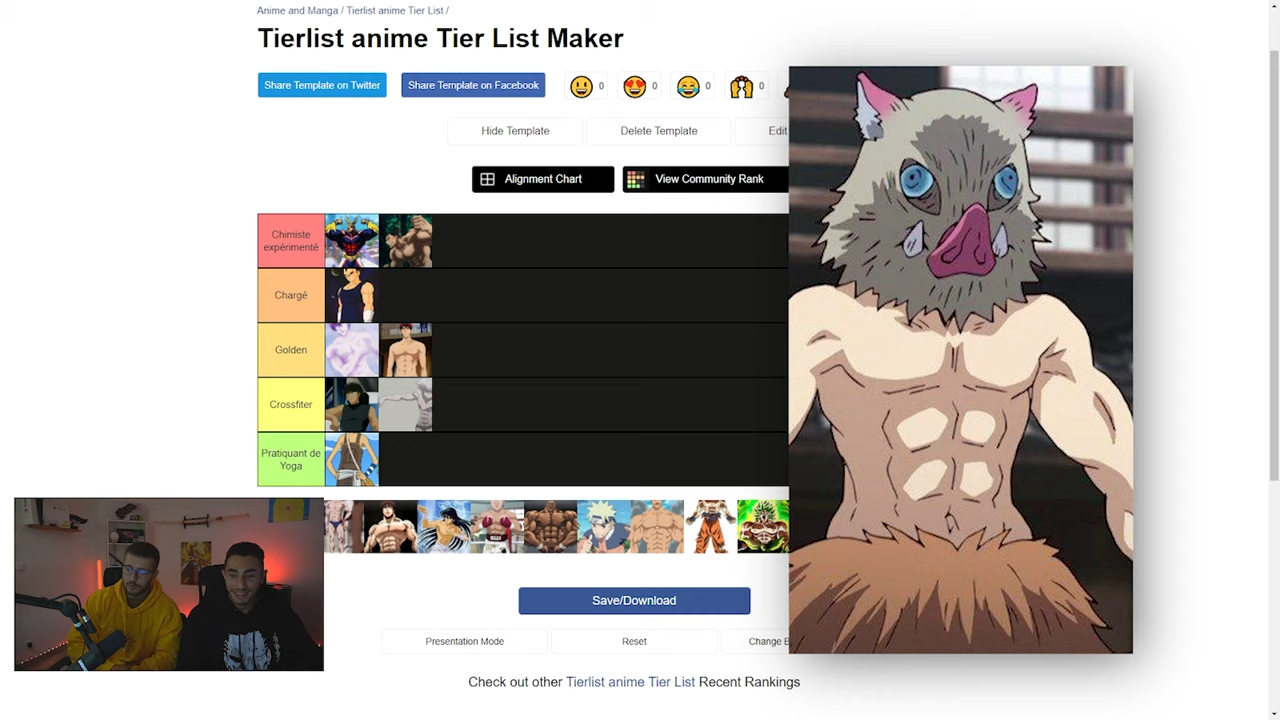 Anime and Manga / Tierlist anime Tier List /
Tierlist anime Tier List Maker
Share Template on Twitter
Share Template on Facebook
0
0
0
0
Hide Template
Delete Template
Edit
Alignment Chart
View Community Rank
Chimiste
expérimenté
Chargé
Golden
Crossfiter
Pratiquant de
Yoga
Save/Download
Presentation Mode
Reset
Change B
Check out other Tierlist anime Tier List Recent Rankings